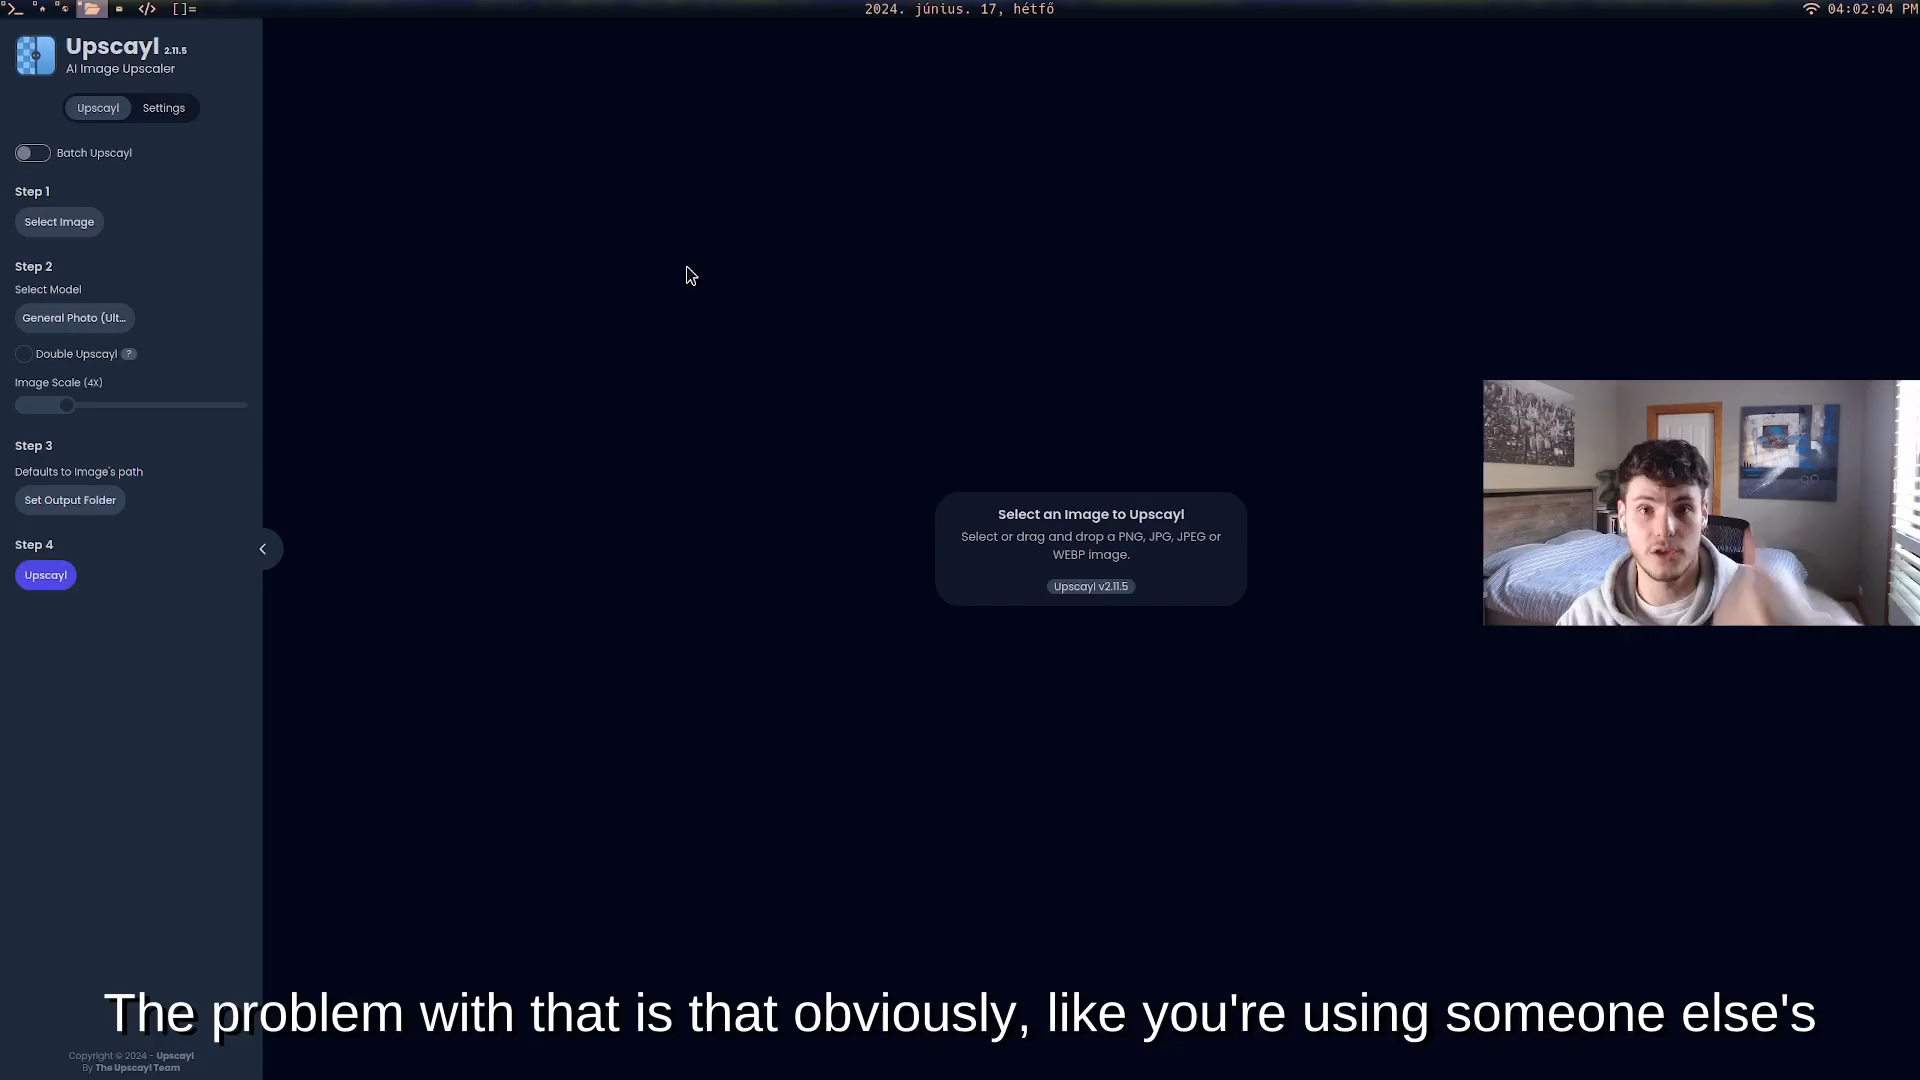 </> []=
2024. június. 17, hétfő
04:02:04 PM
Upscayl 2.11.5
AI Image Upscaler
Upscayl Settings
Batch Upscayl
Step 1
Select Image
Step 2
Select Model
General Photo (Ult...
Double Upscayl ?
Image Scale (4X)
Step 3
Defaults to Image's path
Set Output Folder
Step 4
Upscayl
Select an Image to Upscayl
Select or drag and drop a PNG, JPG, JPEG or
WEBP image.
Upscayl v2.11.5
The problem with that is that obviously, like you're using someone else's
Copyright © 2024 - Upscayl
By The Upscayl Team